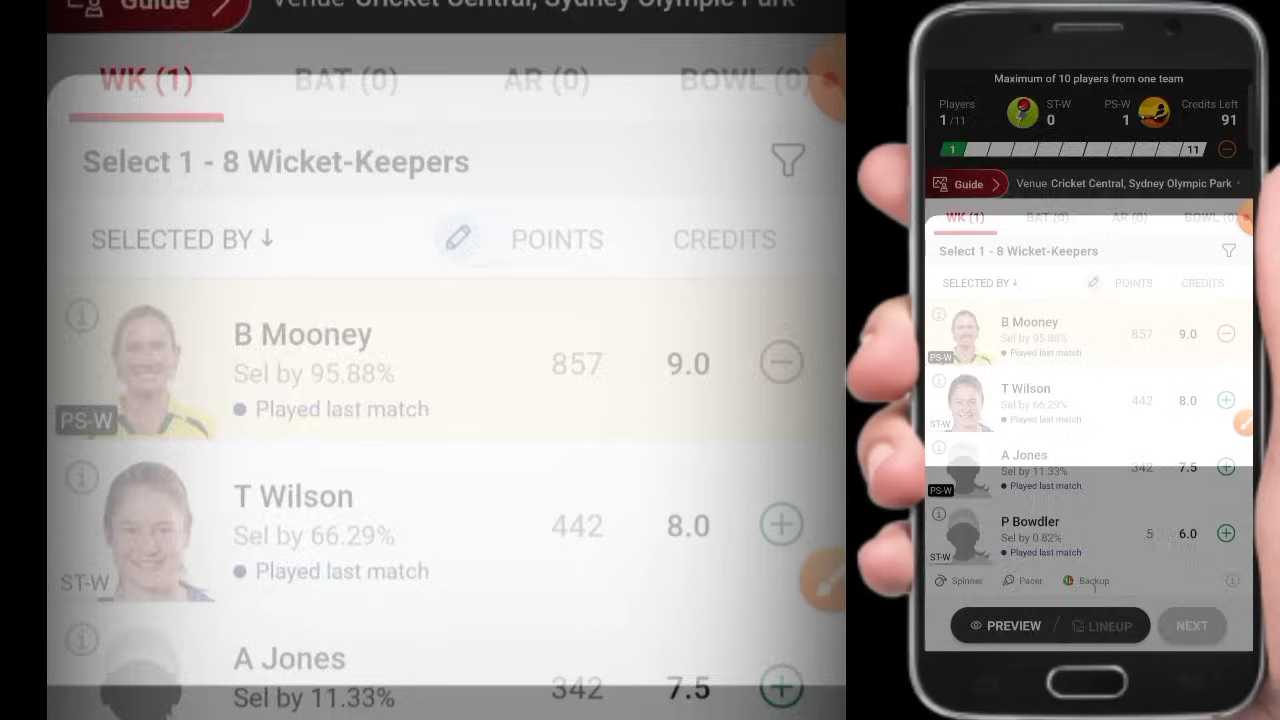 Guide
Venue Cricket Central, Sydney Olympic Park
WK (1) BAT (0) AR (0) BOWL (0)
Select 1 - 8 Wicket-Keepers
SELECTED BY ↓ POINTS CREDITS
B Mooney
Sel by 95.88% 857 9.0
Played last match
PS-W
T Wilson
Sel by 66.29% 442 8.0
Played last match
ST-W
A Jones
Sel by 11.33% 342 7.5
Maximum of 10 players from one team
Players ST-W PS-W Credits Left
1/11 0 1 91
1 11
Guide Venue Cricket Central, Sydney Olympic Park
WK (1) BAT (0) AR (0) BOWL (0)
Select 1 - 8 Wicket-Keepers
SELECTED BY ↓ POINTS CREDITS
B Mooney
Sel by 95.88% 857 9.0
Played last match
PS-W
T Wilson
Sel by 66.29% 442 8.0
Played last match
ST-W
A Jones
Sel by 11.33% 342 7.5
Played last match
PS-W
P Bowdler
Sel by 0.82% 5 6.0
Played last match
ST-W
Spinner Pacer Backup
PREVIEW / LINEUP NEXT